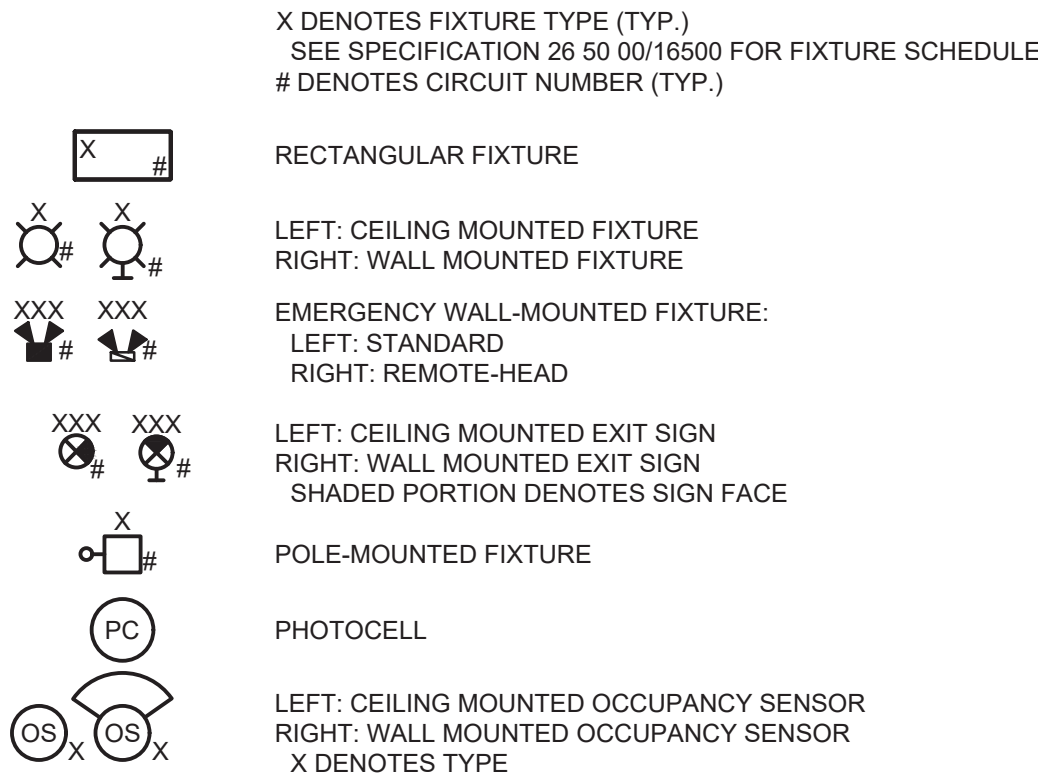 X DENOTES FIXTURE TYPE (TYP.)
SEE SPECIFICATION 26 50 00/16500 FOR FIXTURE SCHEDULE
# DENOTES CIRCUIT NUMBER (TYP.)
X
#
RECTANGULAR FIXTURE
X X
# #
LEFT: CEILING MOUNTED FIXTURE
RIGHT: WALL MOUNTED FIXTURE
XXX XXX
# #
EMERGENCY WALL-MOUNTED FIXTURE:
LEFT: STANDARD
RIGHT: REMOTE-HEAD
XXX XXX
# #
LEFT: CEILING MOUNTED EXIT SIGN
RIGHT: WALL MOUNTED EXIT SIGN
SHADED PORTION DENOTES SIGN FACE
X
#
POLE-MOUNTED FIXTURE
PC
PHOTOCELL
OS X OS X
LEFT: CEILING MOUNTED OCCUPANCY SENSOR
RIGHT: WALL MOUNTED OCCUPANCY SENSOR
X DENOTES TYPE